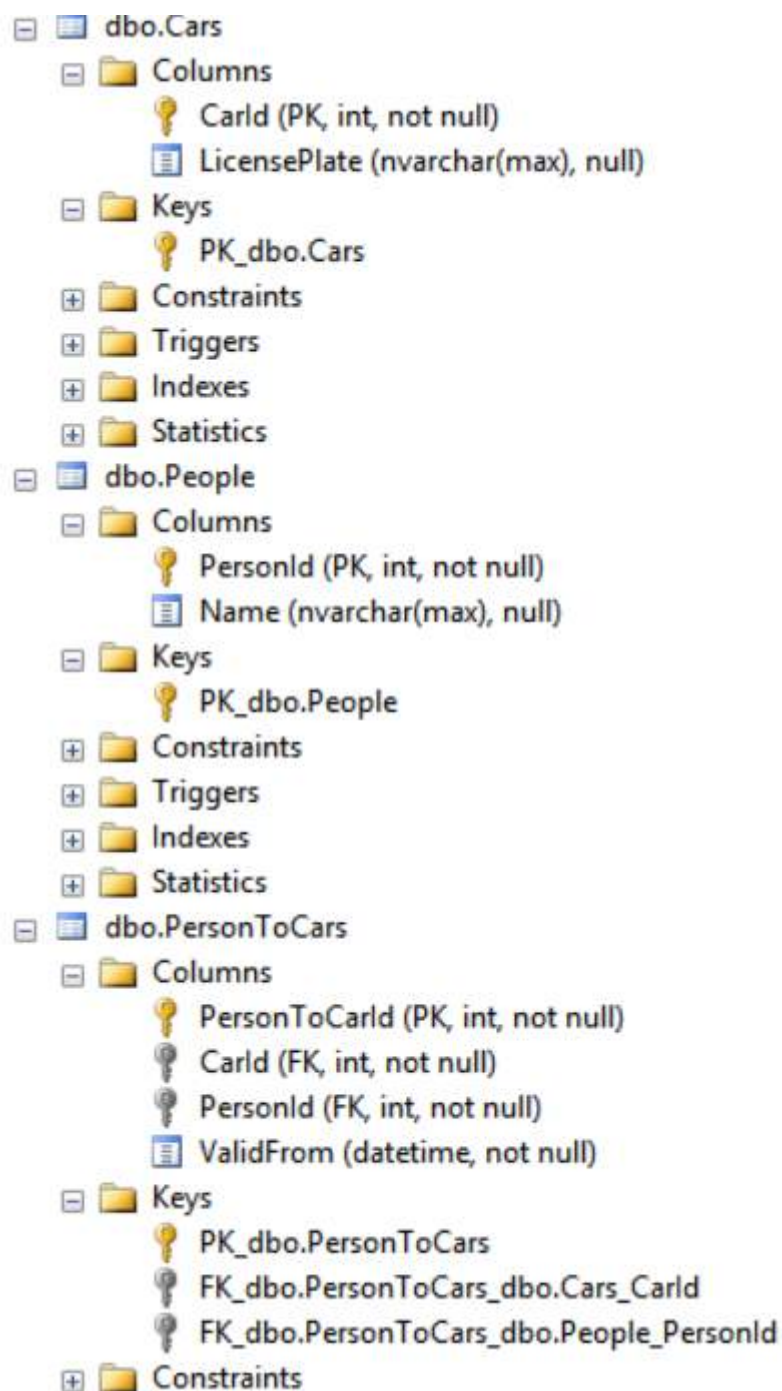 dbo.Cars
Columns
CarId (PK, int, not null)
LicensePlate (nvarchar(max), null)
Keys
PK_dbo.Cars
Constraints
Triggers
Indexes
Statistics
dbo.People
Columns
PersonId (PK, int, not null)
Name (nvarchar(max), null)
Keys
PK_dbo.People
Constraints
Triggers
Indexes
Statistics
dbo.PersonToCars
Columns
PersonToCarId (PK, int, not null)
CarId (FK, int, not null)
PersonId (FK, int, not null)
ValidFrom (datetime, not null)
Keys
PK_dbo.PersonToCars
FK_dbo.PersonToCars_dbo.Cars_CarId
FK_dbo.PersonToCars_dbo.People_PersonId
Constraints